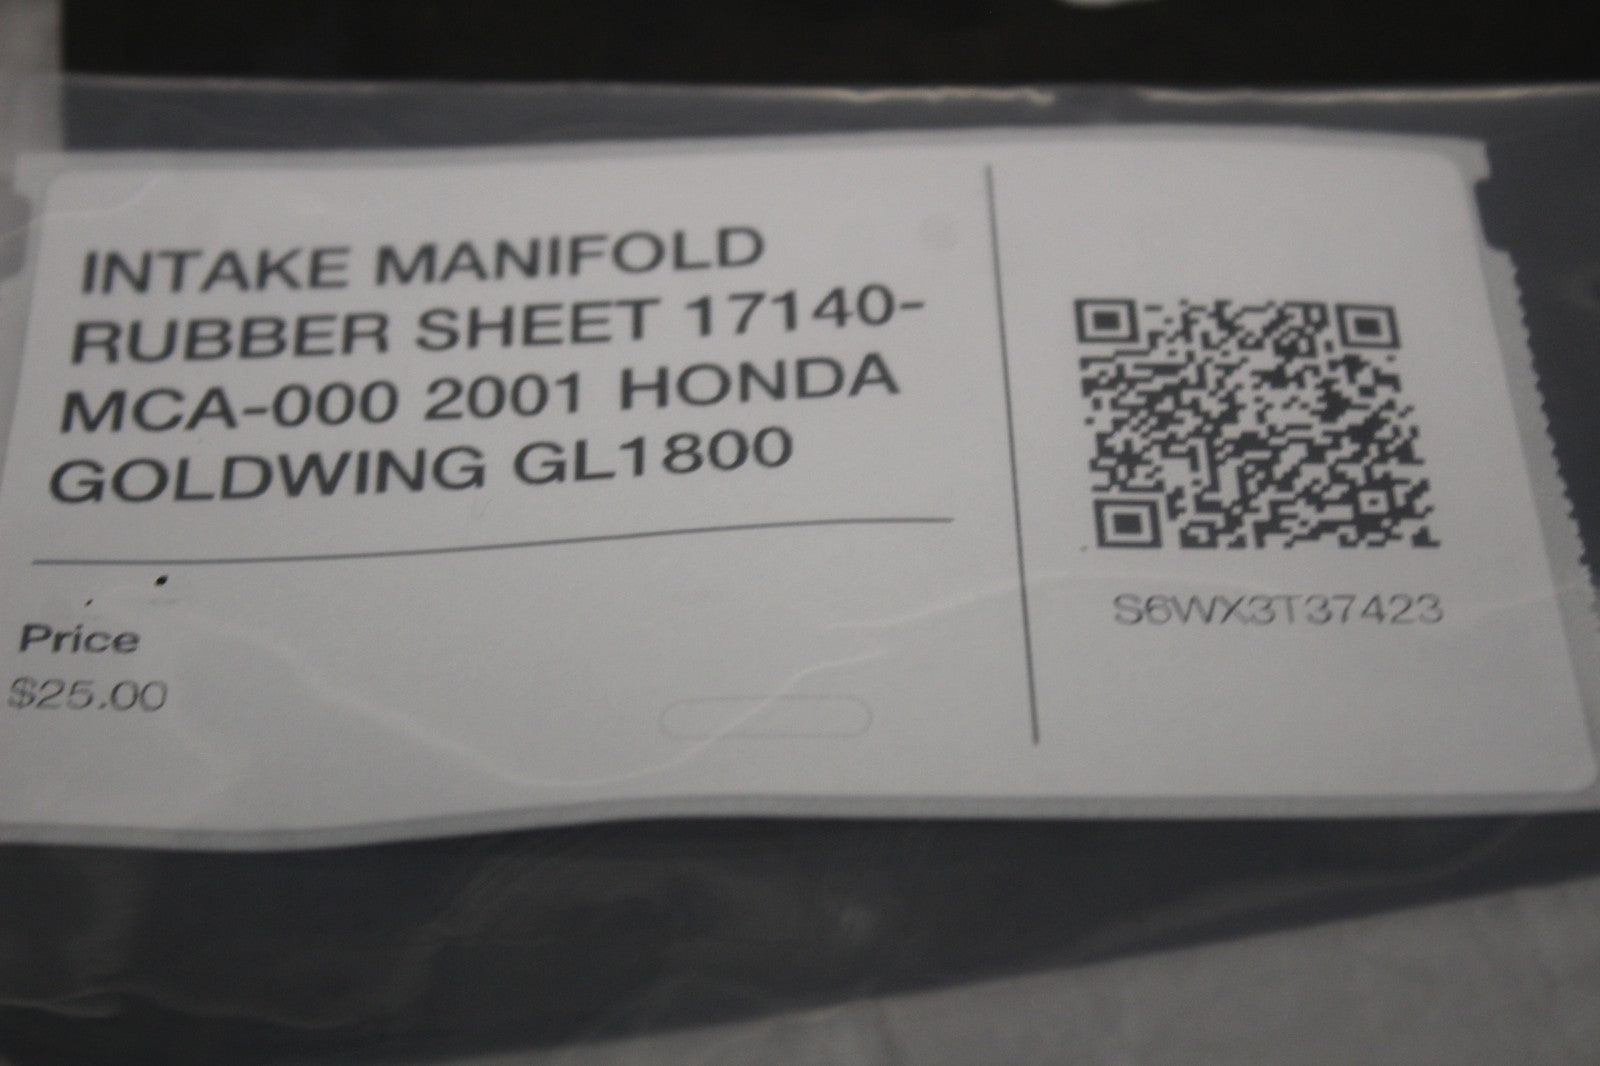 INTAKE MANIFOLD
RUBBER SHEET 17140-
MCA-000 2001 HONDA
GOLDWING GL1800
Price
$25.00
S6WX3T37423